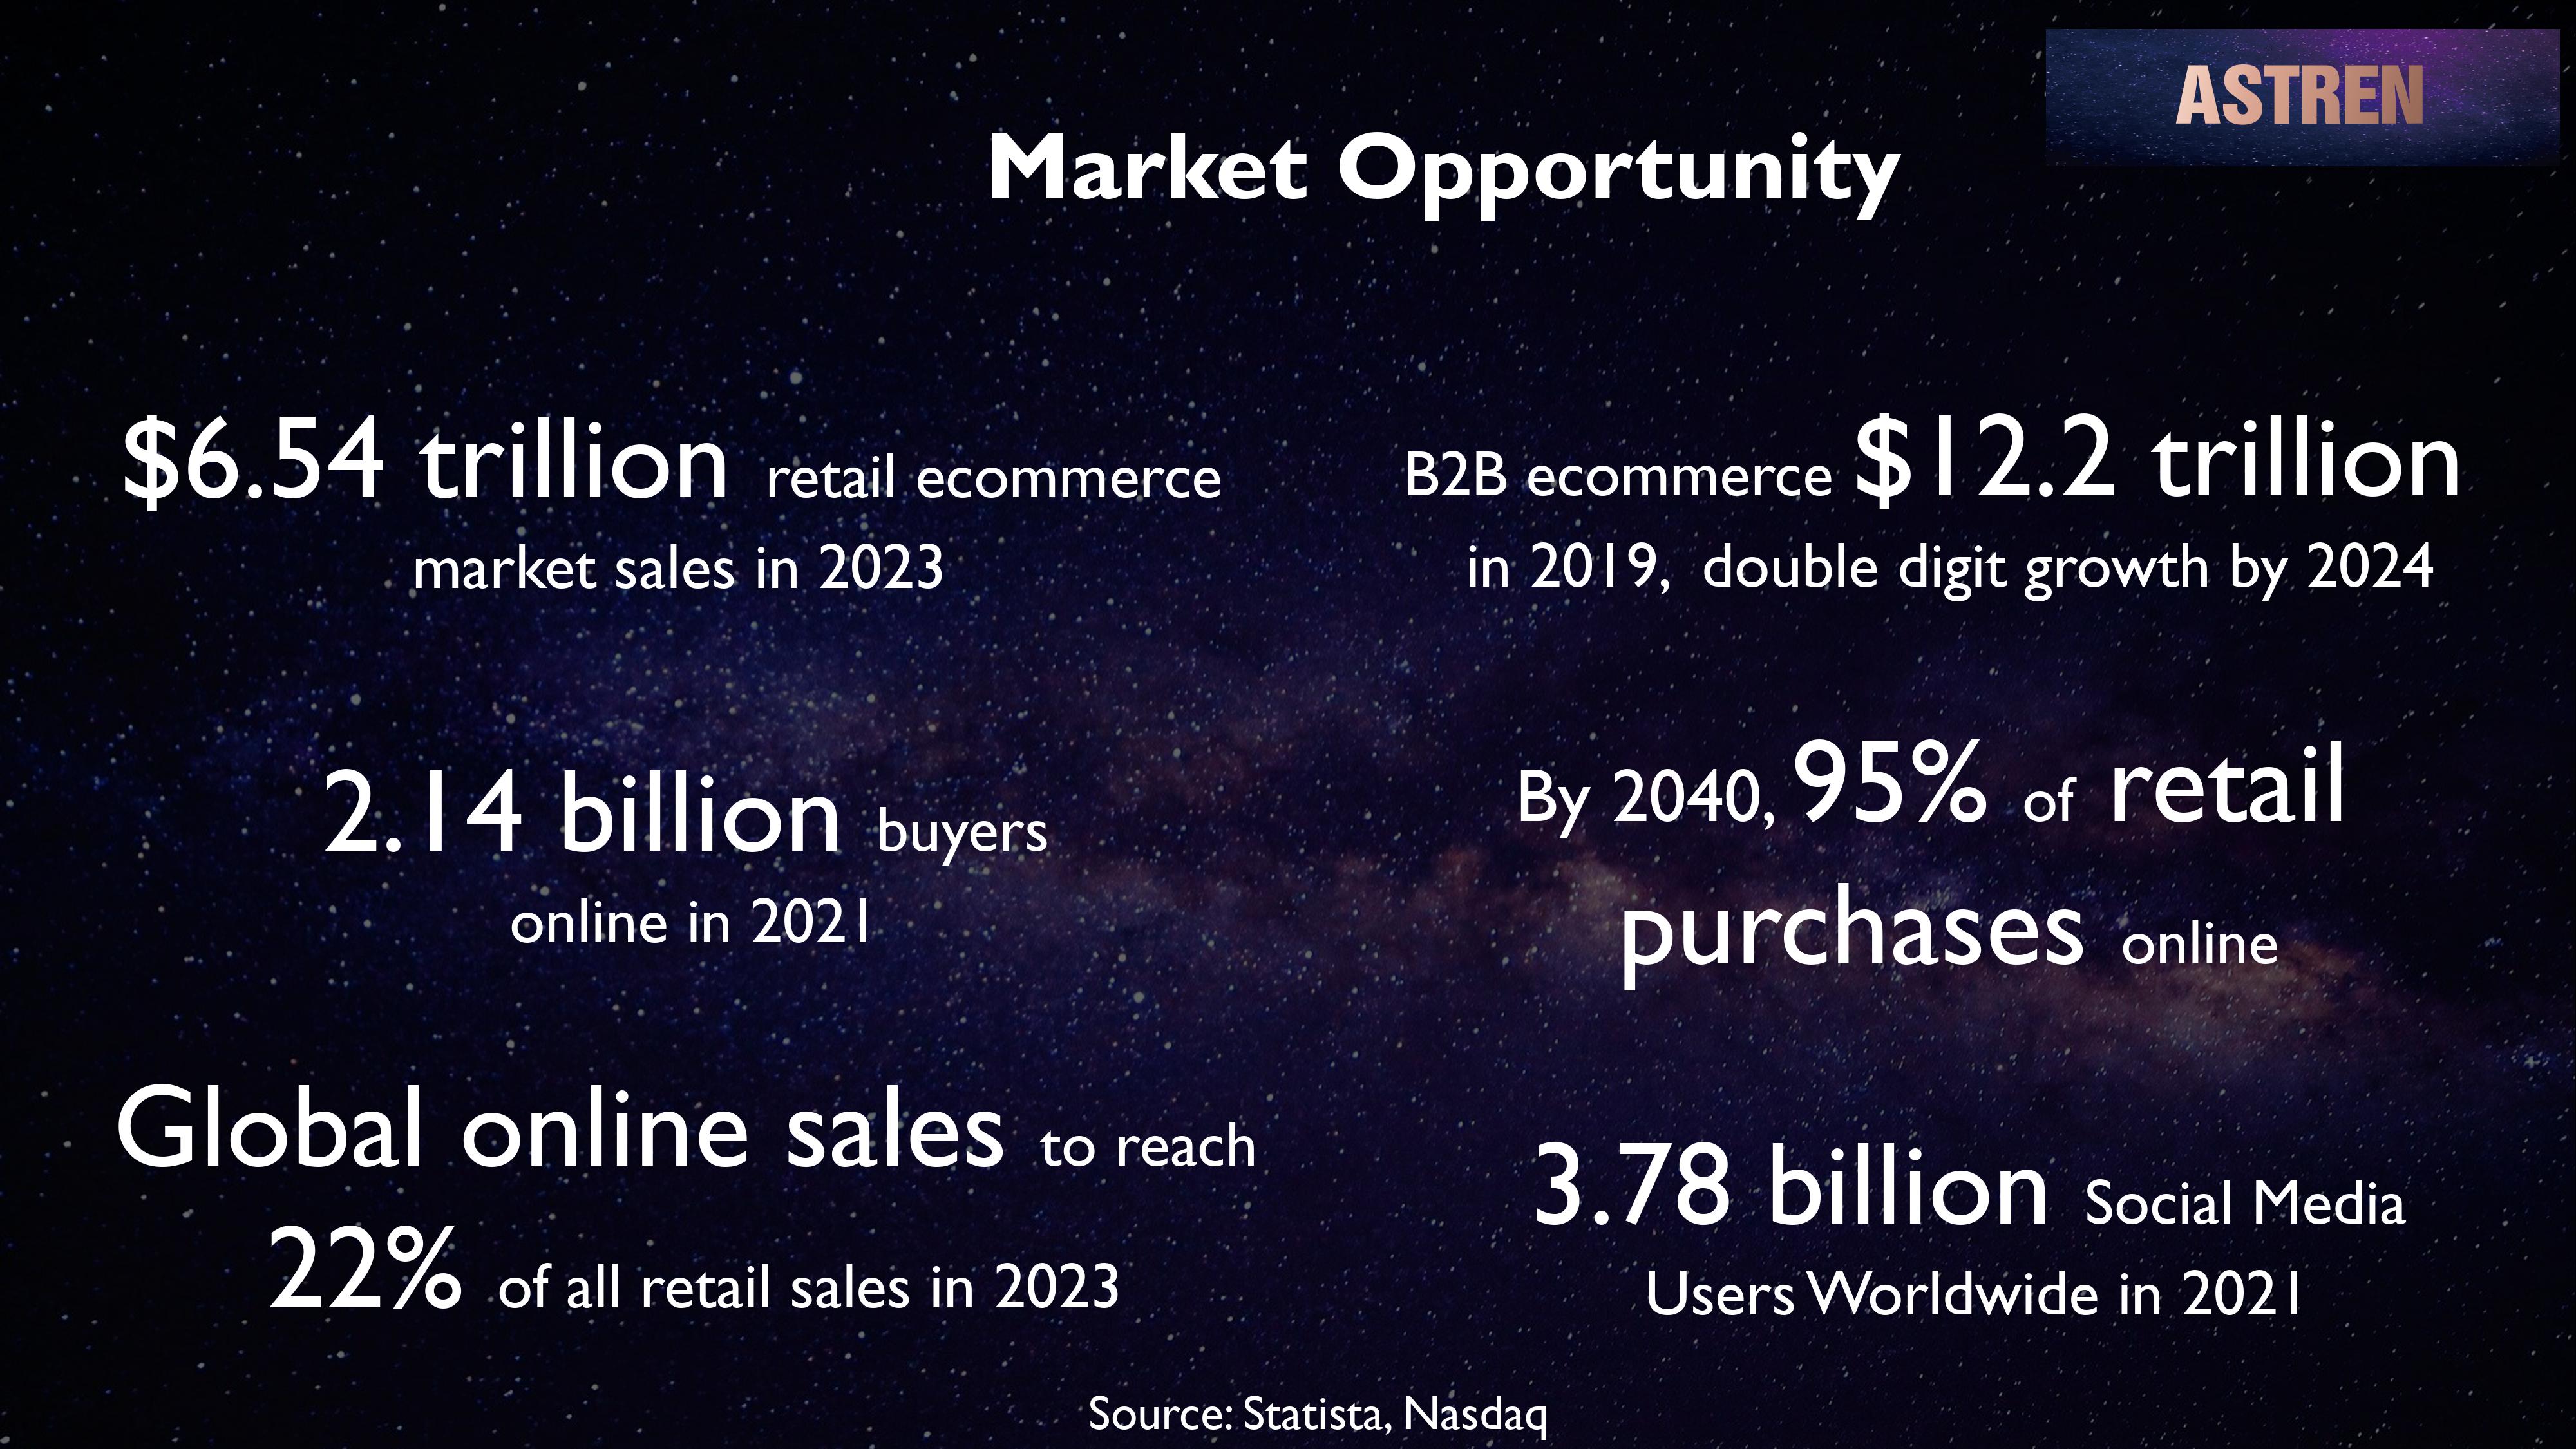 ASTREN
Market Opportunity
$6.54 trillion retail ecommerce
market sales in 2023
B2B ecommerce $12.2 trillion
in 2019, double digit growth by 2024
2.14 billion buyers
online in 2021
By 2040, 95% of retail
purchases online
Global online sales to reach
22% of all retail sales in 2023
3.78 billion Social Media
Users Worldwide in 2021
Source: Statista, Nasdaq